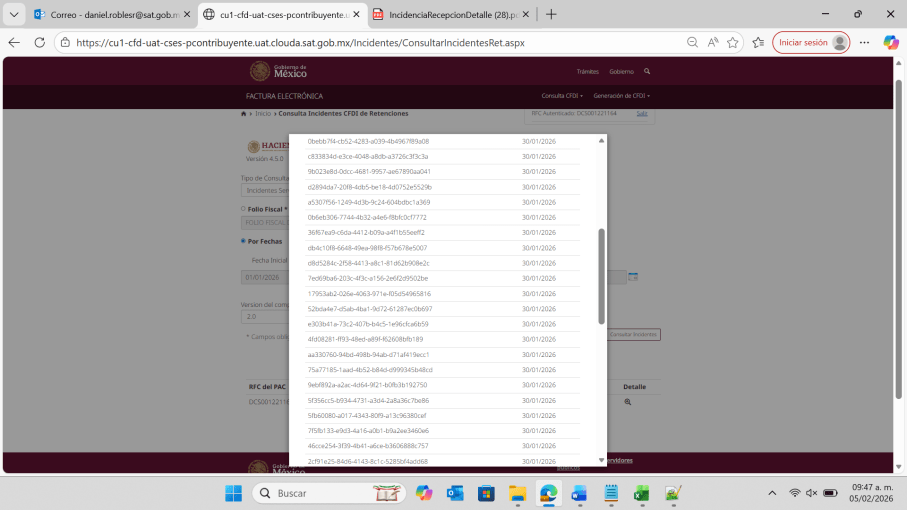 Correo - daniel.roblesr@sat.gob.m
cu1-cfd-uat-cses-pcontribuyente.
IncidenciaRecepcionDetalle (28).p
https://cu1-cfd-uat-cses-pcontribuyente.uat.clouda.sat.gob.mx/Incidentes/ConsultarIncidentesRet.aspx
Iniciar sesión
Gobierno de
México
Trámites
Gobierno
FACTURA ELECTRÓNICA
Consulta CFDI
Generación de CFDI
Inicio
Consulta Incidentes CFDI de Retenciones
RFC Autenticado: DCS001221164
Salir
HACIEN
Versión 4.5.0
Tipo de Consulta
Incidentes Sen
Folio Fiscal *
FOLIO FISCAL
Por Fechas
Fecha Inicial
01/01/2026
Version del com
2.0
* Campos oblig
Consultar Incidentes
RFC del PAC
DCS00122116
Detalle
0bebb7f4-cb52-4283-a039-4b4967f89a08 30/01/2026
c833834d-e3ce-4048-a8db-a3726c3f3c3a 30/01/2026
9b023e8d-0dcc-4681-9957-ae67890aa041 30/01/2026
d2894da7-20f8-4db5-be18-4d0752e5529b 30/01/2026
a5307f56-1249-4d3b-9c24-604bdbc1a369 30/01/2026
0b6eb306-7744-4b32-a4e6-f8bfc0cf7772 30/01/2026
36f67ea9-c6da-4412-b09a-a4f1b55eeff2 30/01/2026
db4c10f8-6648-49ea-98f8-f57b678e5007 30/01/2026
d8d5284c-2f58-4413-a8c1-81d62b908e2c 30/01/2026
7ed69ba6-203c-4f3c-a156-2e6f2d9502be 30/01/2026
17953ab2-026e-4063-971e-f05d54965816 30/01/2026
52bda4e7-d5ab-4ba1-9d72-61287ec0b697 30/01/2026
e303b41a-73c2-407b-b4c5-1e96cfca6b59 30/01/2026
4fd08281-ff93-48ed-a89f-f62608bfb189 30/01/2026
aa330760-94bd-498b-94ab-d71af419ecc1 30/01/2026
75a77185-1aad-4b52-b84d-d999345b48cd 30/01/2026
9ebf892a-a2ac-4d64-9f21-b0fb3b192750 30/01/2026
5f356cc5-b934-4731-a3d4-2a8a36c7be86 30/01/2026
5fb60080-a017-4343-80f9-a13c96380cef 30/01/2026
7f5fb133-e9d3-4a16-a0b1-b9a2ee3460e6 30/01/2026
46cce254-3f39-4b41-a6ce-b3606888c757 30/01/2026
2cf91e25-84d6-4143-8c1c-5285bf4add68 30/01/2026
Gobierno de
México
servidores
públicos
Buscar
09:47 a. m.
05/02/2026